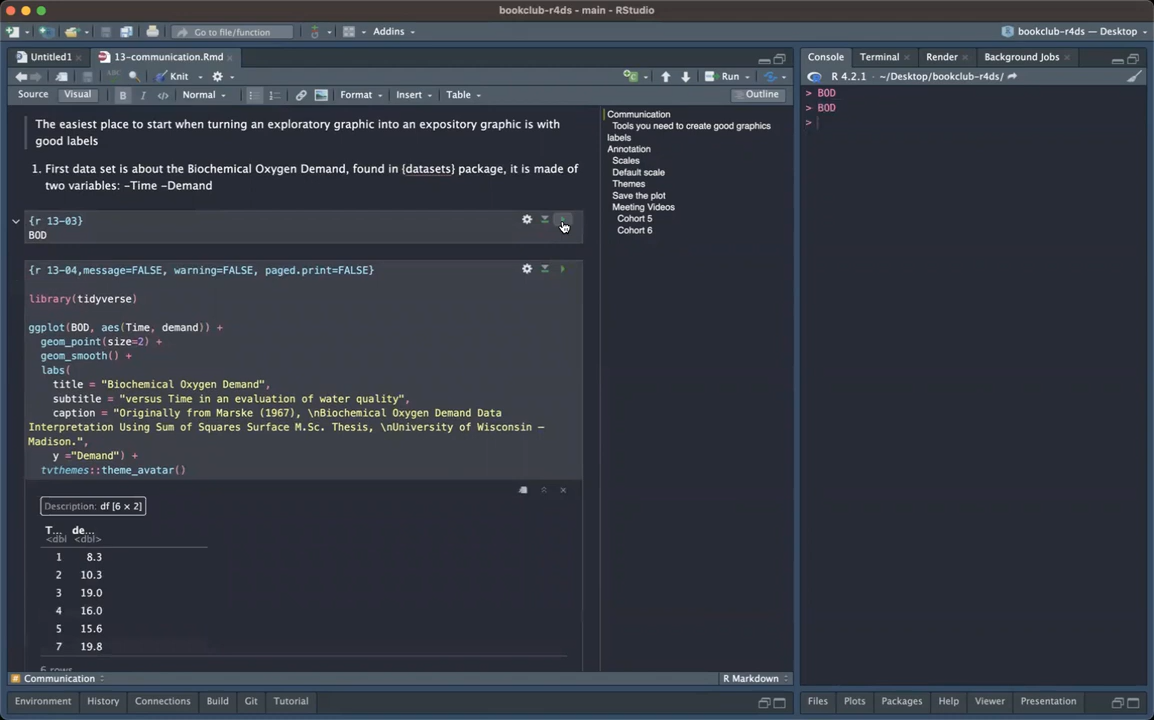 bookclub-r4ds - main - RStudio
Go to file/function
Addins
bookclub-r4ds — Desktop
Untitled1
13-communication.Rmd
Knit
Run
Source Visual
B I </> Normal
Format
Insert
Table
Outline
The easiest place to start when turning an exploratory graphic into an expository graphic is with
good labels
1. First data set is about the Biochemical Oxygen Demand, found in {datasets} package, it is made of
two variables: -Time -Demand
{r 13-03}
BOD
{r 13-04,message=FALSE, warning=FALSE, paged.print=FALSE}
library(tidyverse)
ggplot(BOD, aes(Time, demand)) +
geom_point(size=2) +
geom_smooth() +
labs(
title = "Biochemical Oxygen Demand",
subtitle = "versus Time in an evaluation of water quality",
caption = "Originally from Marske (1967), \nBiochemical Oxygen Demand Data
Interpretation Using Sum of Squares Surface M.Sc. Thesis, \nUniversity of Wisconsin –
Madison.",
y ="Demand") +
tvthemes::theme_avatar()
Description: df [6 × 2]
T... de...
<dbl> <dbl>
1 8.3
2 10.3
3 19.0
4 16.0
5 15.6
7 19.8
6 rows
Communication
R Markdown
Communication
Tools you need to create good graphics
labels
Annotation
Scales
Default scale
Themes
Save the plot
Meeting Videos
Cohort 5
Cohort 6
Environment History Connections Build Git Tutorial
Console Terminal Render Background Jobs
R 4.2.1 · ~/Desktop/bookclub-r4ds/
> BOD
> BOD
>
Files Plots Packages Help Viewer Presentation